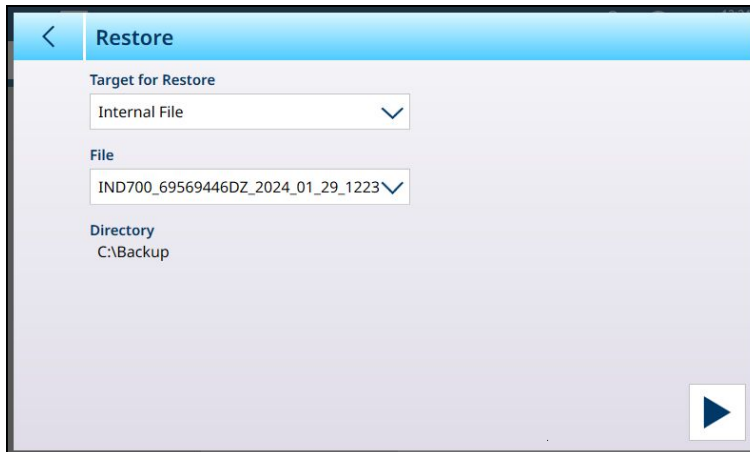 Restore
Target for Restore
Internal File
File
IND700_69569446DZ_2024_01_29_1223
Directory
C:\Backup